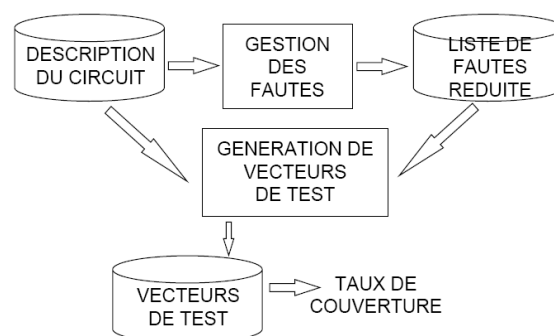 DESCRIPTION
DU CIRCUIT
GESTION
DES
FAUTES
LISTE DE
FAUTES
REDUITE
GENERATION DE
VECTEURS
DE TEST
VECTEURS
DE TEST
TAUX DE
COUVERTURE